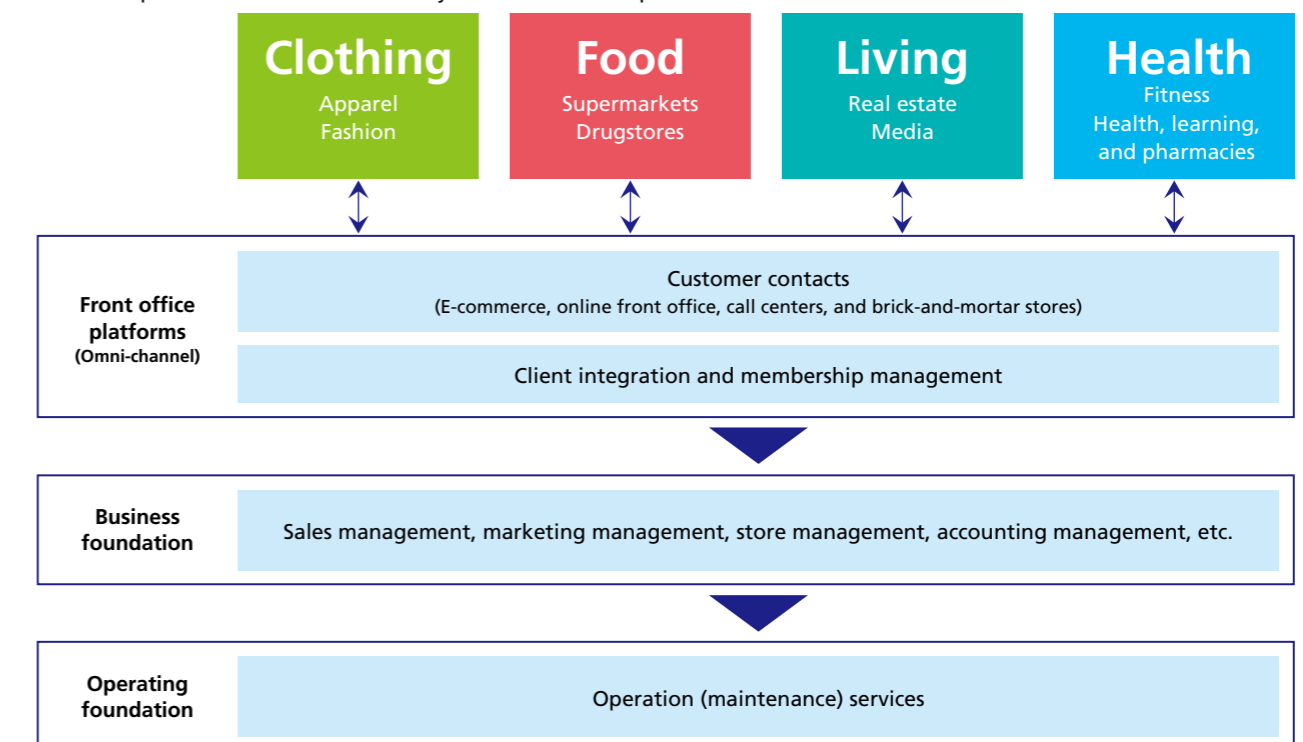 Clothing
Apparel
Fashion
Food
Supermarkets
Drugstores
Living
Real estate
Media
Health
Fitness
Health, learning,
and pharmacies
Front office
platforms
(Omni-channel)
Customer contacts
(E-commerce, online front office, call centers, and brick-and-mortar stores)
Client integration and membership management
Business
foundation
Sales management, marketing management, store management, accounting management, etc.
Operating
foundation
Operation (maintenance) services